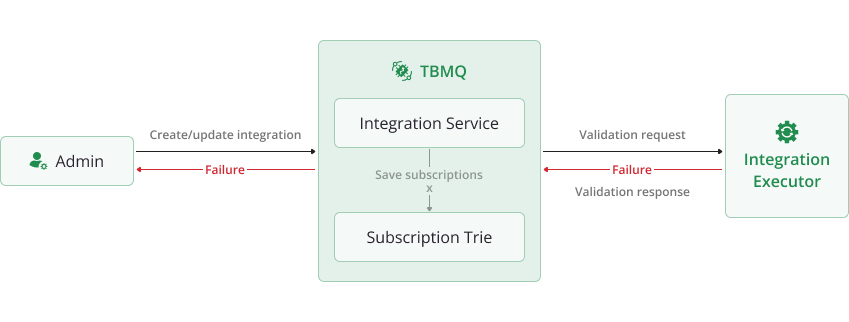 TBMQ
Admin
Create/update integration
Failure
Integration Service
Save subscriptions
x
Subscription Trie
Validation request
Failure
Validation response
Integration
Executor